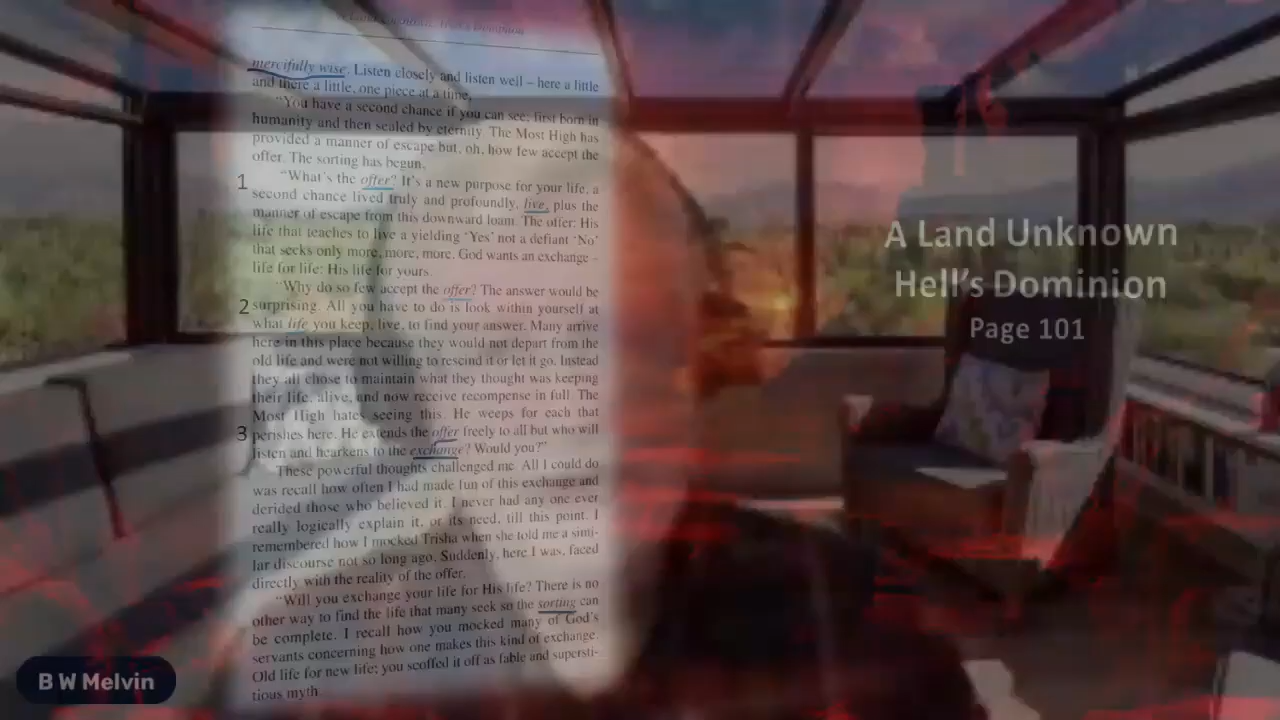 mercifully wise. Listen closely and listen well – here a little
and there a little, one piece at a time.
“You have a second chance if you can see; first born in
humanity and then sealed by eternity. The Most High has
provided a manner of escape but, oh, how few accept the
offer. The sorting has begun.
1 “What’s the offer? It’s a new purpose for your life, a
second chance lived truly and profoundly, live, plus the
manner of escape from this downward loam. The offer: His
life that teaches to live a yielding ‘Yes’ not a defiant ‘No’
that seeks only more, more, more. God wants an exchange –
life for life: His life for yours.
“Why do so few accept the offer? The answer would be
2 surprising. All you have to do is look within yourself at
what life you keep, live, to find your answer. Many arrive
here in this place because they would not depart from the
old life and were not willing to rescind it or let it go. Instead
they all chose to maintain what they thought was keeping
their life, alive, and now receive recompense in full. The
Most High hates seeing this. He weeps for each that
3 perishes here. He extends the offer freely to all but who will
listen and hearkens to the exchange? Would you?”
These powerful thoughts challenged me. All I could do
was recall how often I had made fun of this exchange and
derided those who believed it. I never had any one ever
really logically explain it, or its need, till this point. I
remembered how I mocked Trisha when she told me a simi-
lar discourse not so long ago. Suddenly, here I was, faced
directly with the reality of the offer.
“Will you exchange your life for His life? There is no
other way to find the life that many seek so the sorting can
be complete. I recall how you mocked many of God’s
servants concerning how one makes this kind of exchange.
Old life for new life; you scoffed it off as fable and supersti-
tious myth.
A Land Unknown
Hell’s Dominion
Page 101
B W Melvin